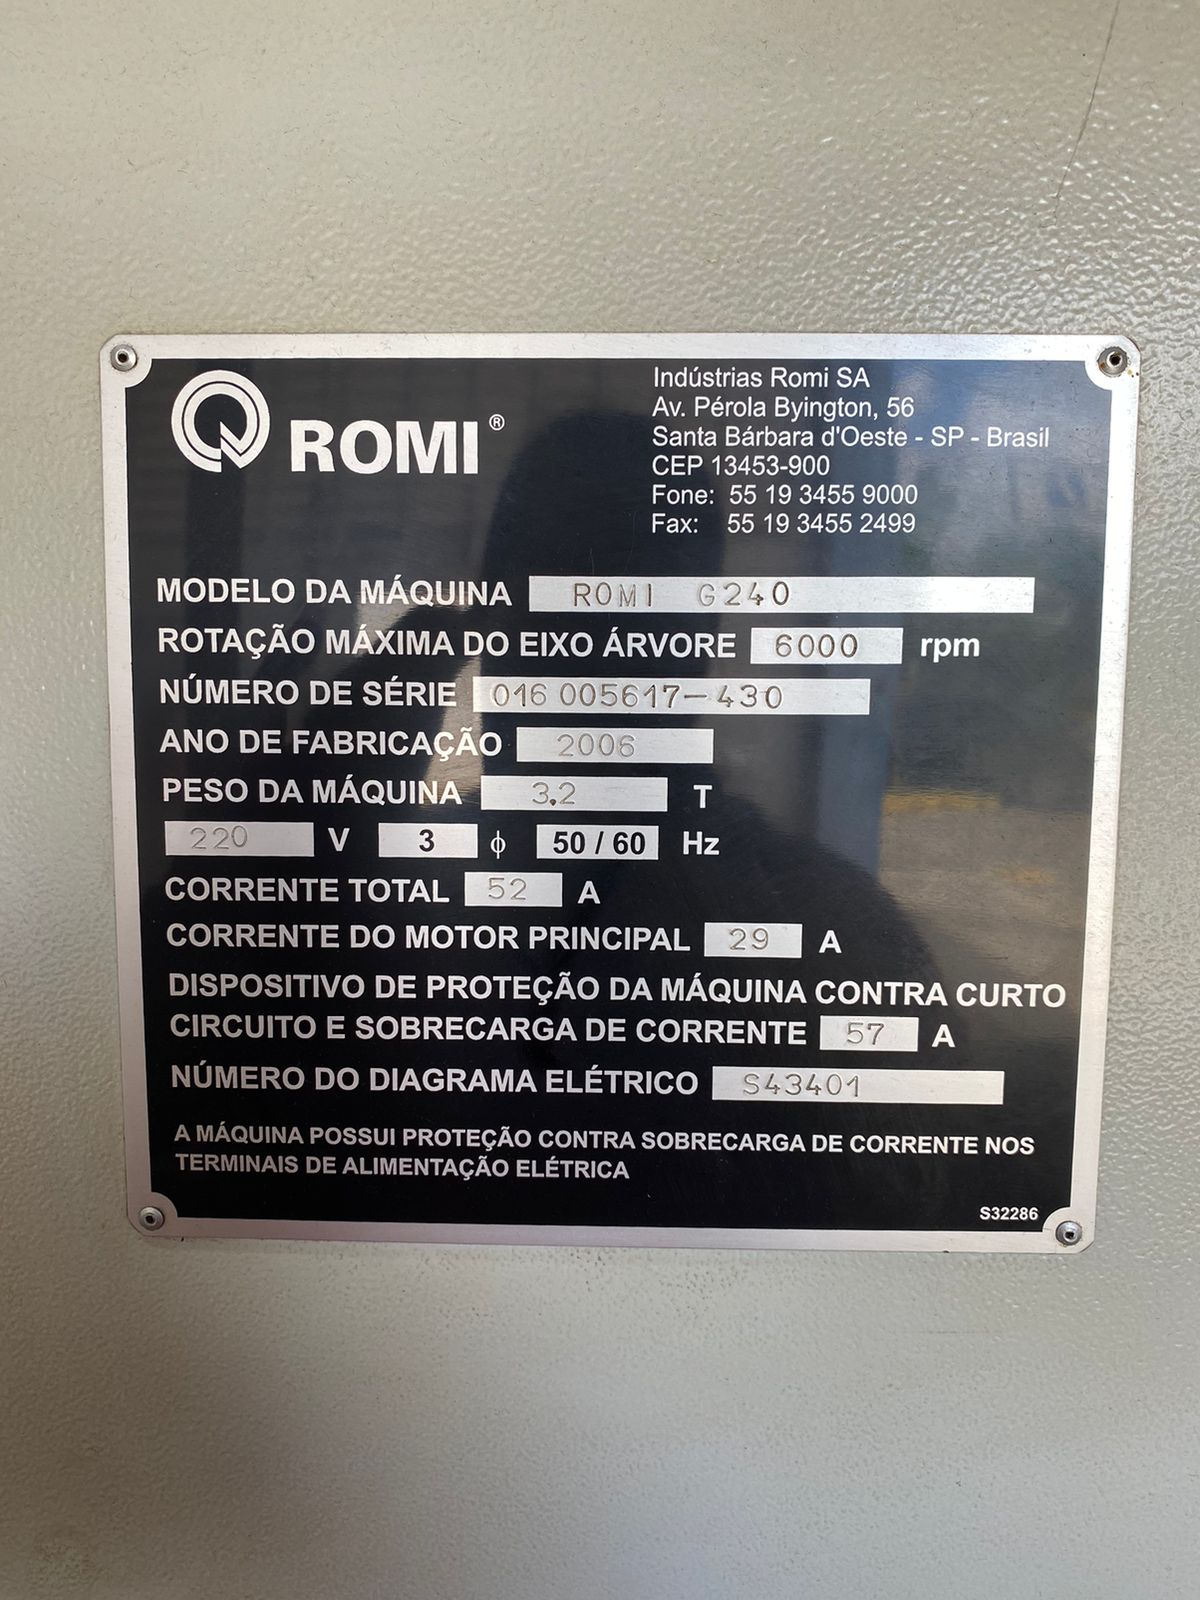 ROMI®
Indústrias Romi SA
Av. Pérola Byington, 56
Santa Bárbara d'Oeste - SP - Brasil
CEP 13453-900
Fone: 55 19 3455 9000
Fax: 55 19 3455 2499
MODELO DA MÁQUINA ROMI G240
ROTAÇÃO MÁXIMA DO EIXO ÁRVORE 6000 rpm
NÚMERO DE SÉRIE 016 005617-430
ANO DE FABRICAÇÃO 2006
PESO DA MÁQUINA 3.2 T
220 V 3 ϕ 50 / 60 Hz
CORRENTE TOTAL 52 A
CORRENTE DO MOTOR PRINCIPAL 29 A
DISPOSITIVO DE PROTEÇÃO DA MÁQUINA CONTRA CURTO
CIRCUITO E SOBRECARGA DE CORRENTE 57 A
NÚMERO DO DIAGRAMA ELÉTRICO S43401
A MÁQUINA POSSUI PROTEÇÃO CONTRA SOBRECARGA DE CORRENTE NOS
TERMINAIS DE ALIMENTAÇÃO ELÉTRICA
S32286